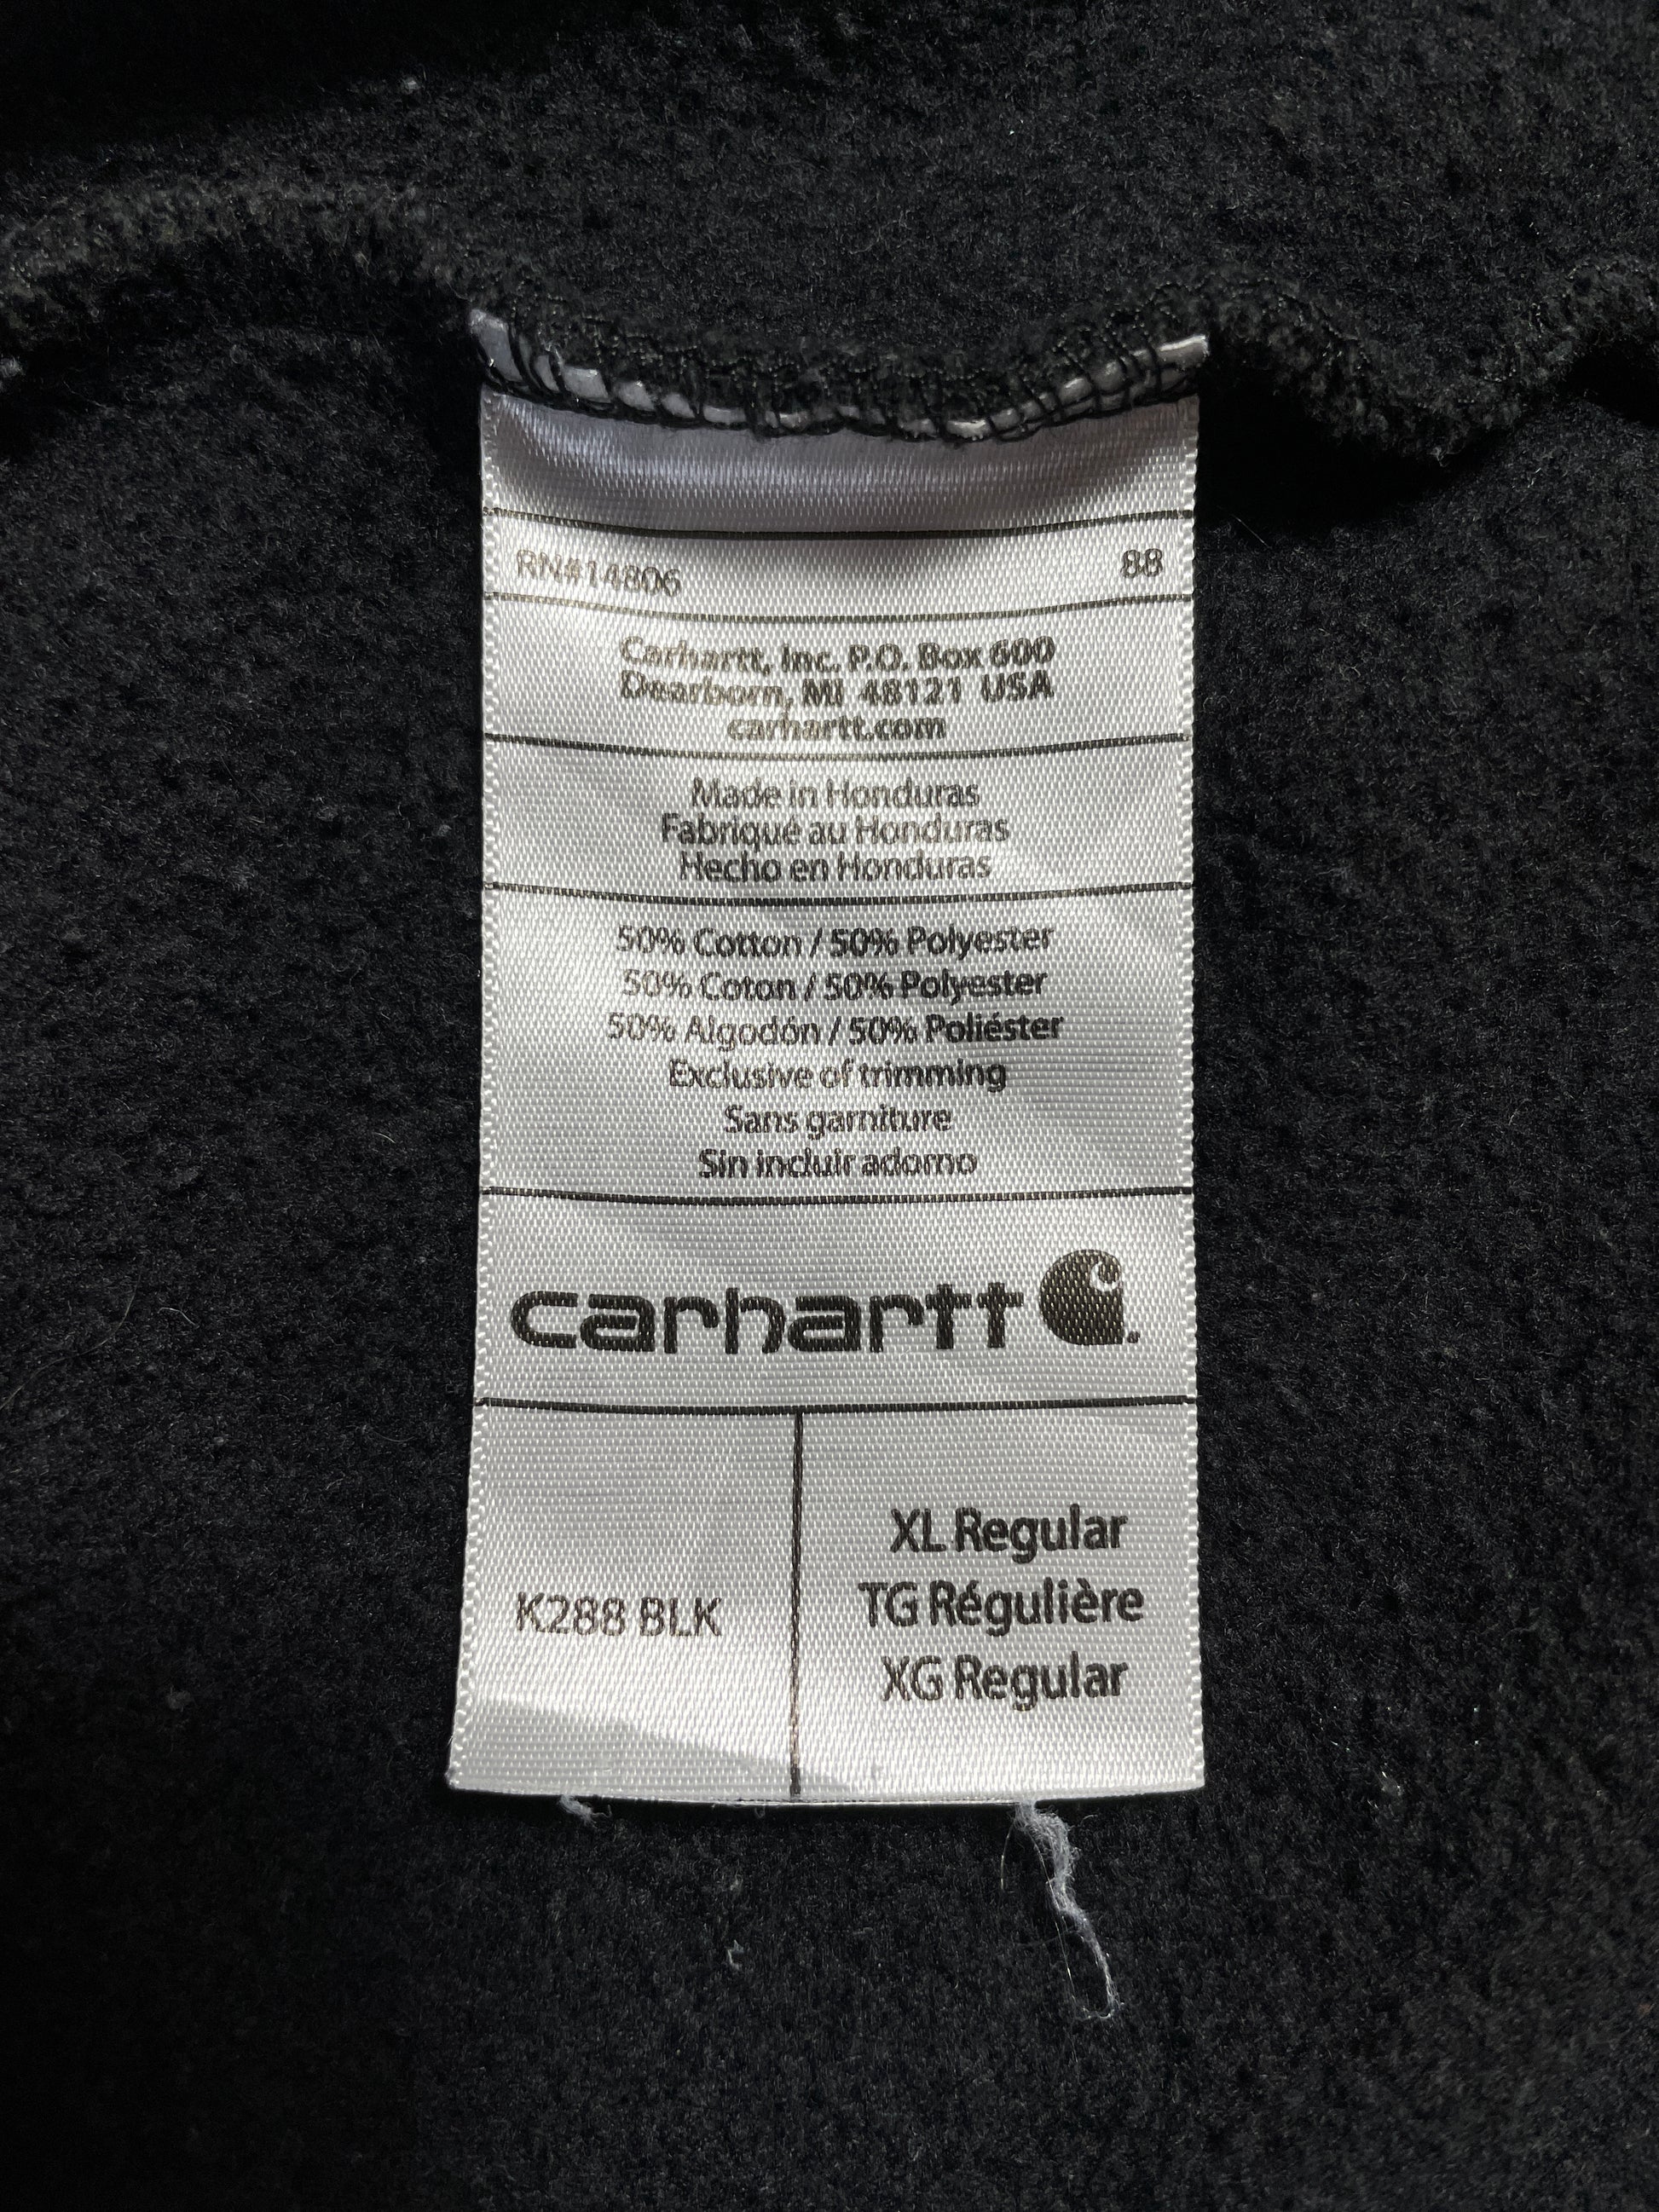 RN#14806 88
Carhartt, Inc. P.O. Box 600
Dearborn, MI 48121 USA
carhartt.com
Made in Honduras
Fabriqué au Honduras
Hecho en Honduras
50% Cotton / 50% Polyester
50% Coton / 50% Polyester
50% Algodón / 50% Poliéster
Exclusive of trimming
Sans garniture
Sin incluir adorno
carhartt
K288 BLK
XL Regular
TG Régulière
XG Regular